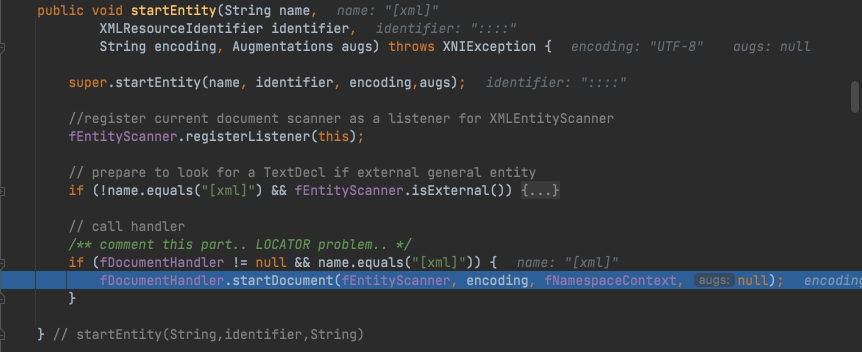 public void startEntity(String name,   name: "[xml]"
        XMLResourceIdentifier identifier,   identifier: "::::"
        String encoding, Augmentations augs) throws XNIException {   encoding: "UTF-8"   augs: null
    super.startEntity(name, identifier, encoding,augs);   identifier: "::::"
    //register current document scanner as a listener for XMLEntityScanner
    fEntityScanner.registerListener(this);
    // prepare to look for a TextDecl if external general entity
    if (!name.equals("[xml]") && fEntityScanner.isExternal()) {...}
    // call handler
    /** comment this part.. LOCATOR problem.. */
    if (fDocumentHandler != null && name.equals("[xml]")) {   name: "[xml]"
        fDocumentHandler.startDocument(fEntityScanner, encoding, fNamespaceContext, augs: null);   encoding
    }
} // startEntity(String,identifier,String)